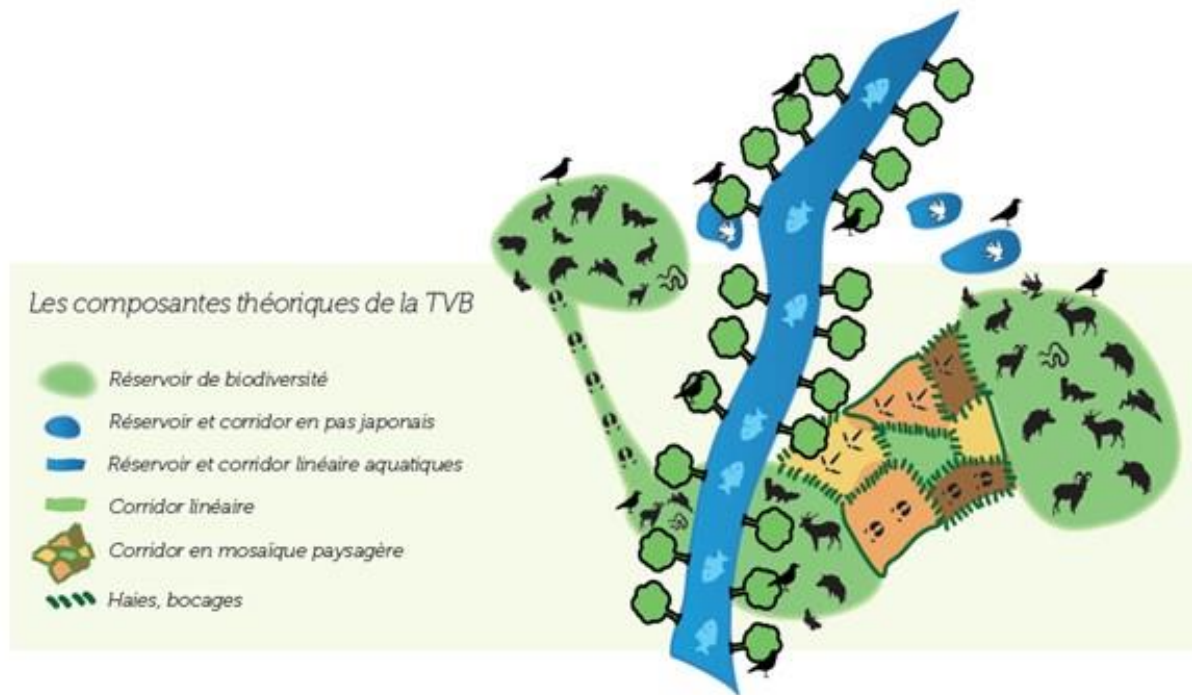 Les composantes théoriques de la TVB
Réservoir de biodiversité
Réservoir et corridor en pas japonais
Réservoir et corridor linéaire aquatiques
Corridor linéaire
Corridor en mosaïque paysagère
Haies, bocages